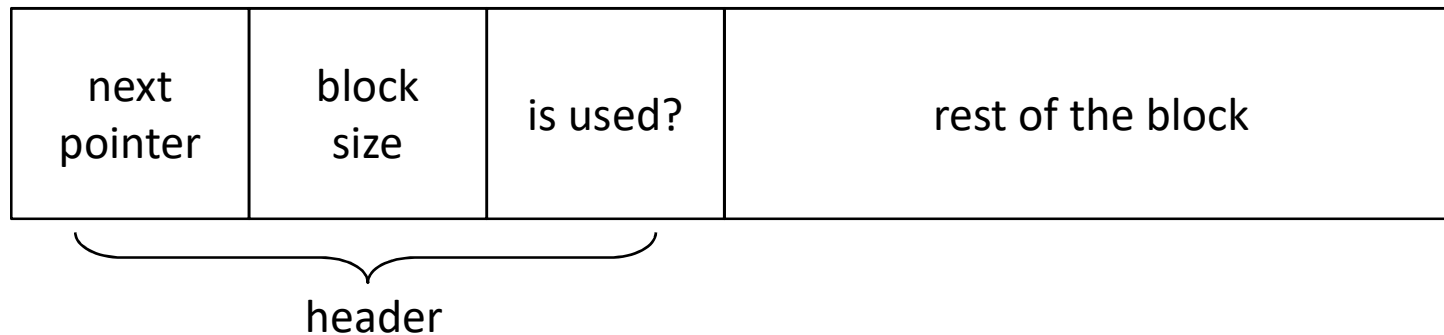 next
pointer
block
size
is used?
rest of the block
header